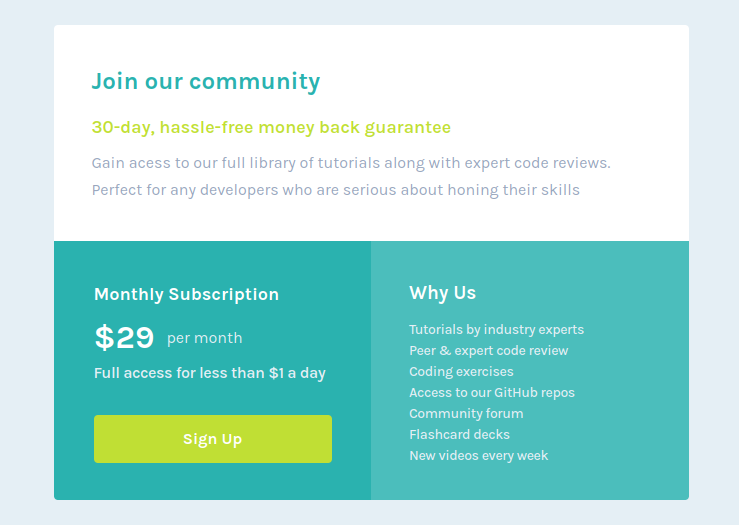 Join our community
30-day, hassle-free money back guarantee
Gain acess to our full library of tutorials along with expert code reviews.
Perfect for any developers who are serious about honing their skills
Monthly Subscription
$29 per month
Full access for less than $1 a day
Sign Up
Why Us
Tutorials by industry experts
Peer & expert code review
Coding exercises
Access to our GitHub repos
Community forum
Flashcard decks
New videos every week